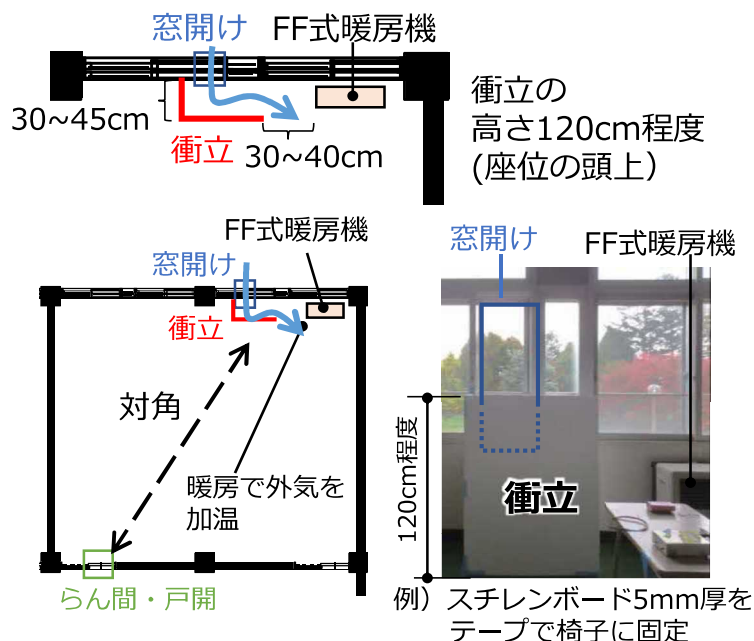 窓開け
FF式暖房機
30~45cm
衝立
30~40cm
衝立の
高さ120cm程度
(座位の頭上）
FF式暖房機
窓開け
衝立
対角
暖房で外気を
加温
らん間・戸開
窓開け
FF式暖房機
120cm程度
衝立
例）スチレンボード5mm厚を
テープで椅子に固定